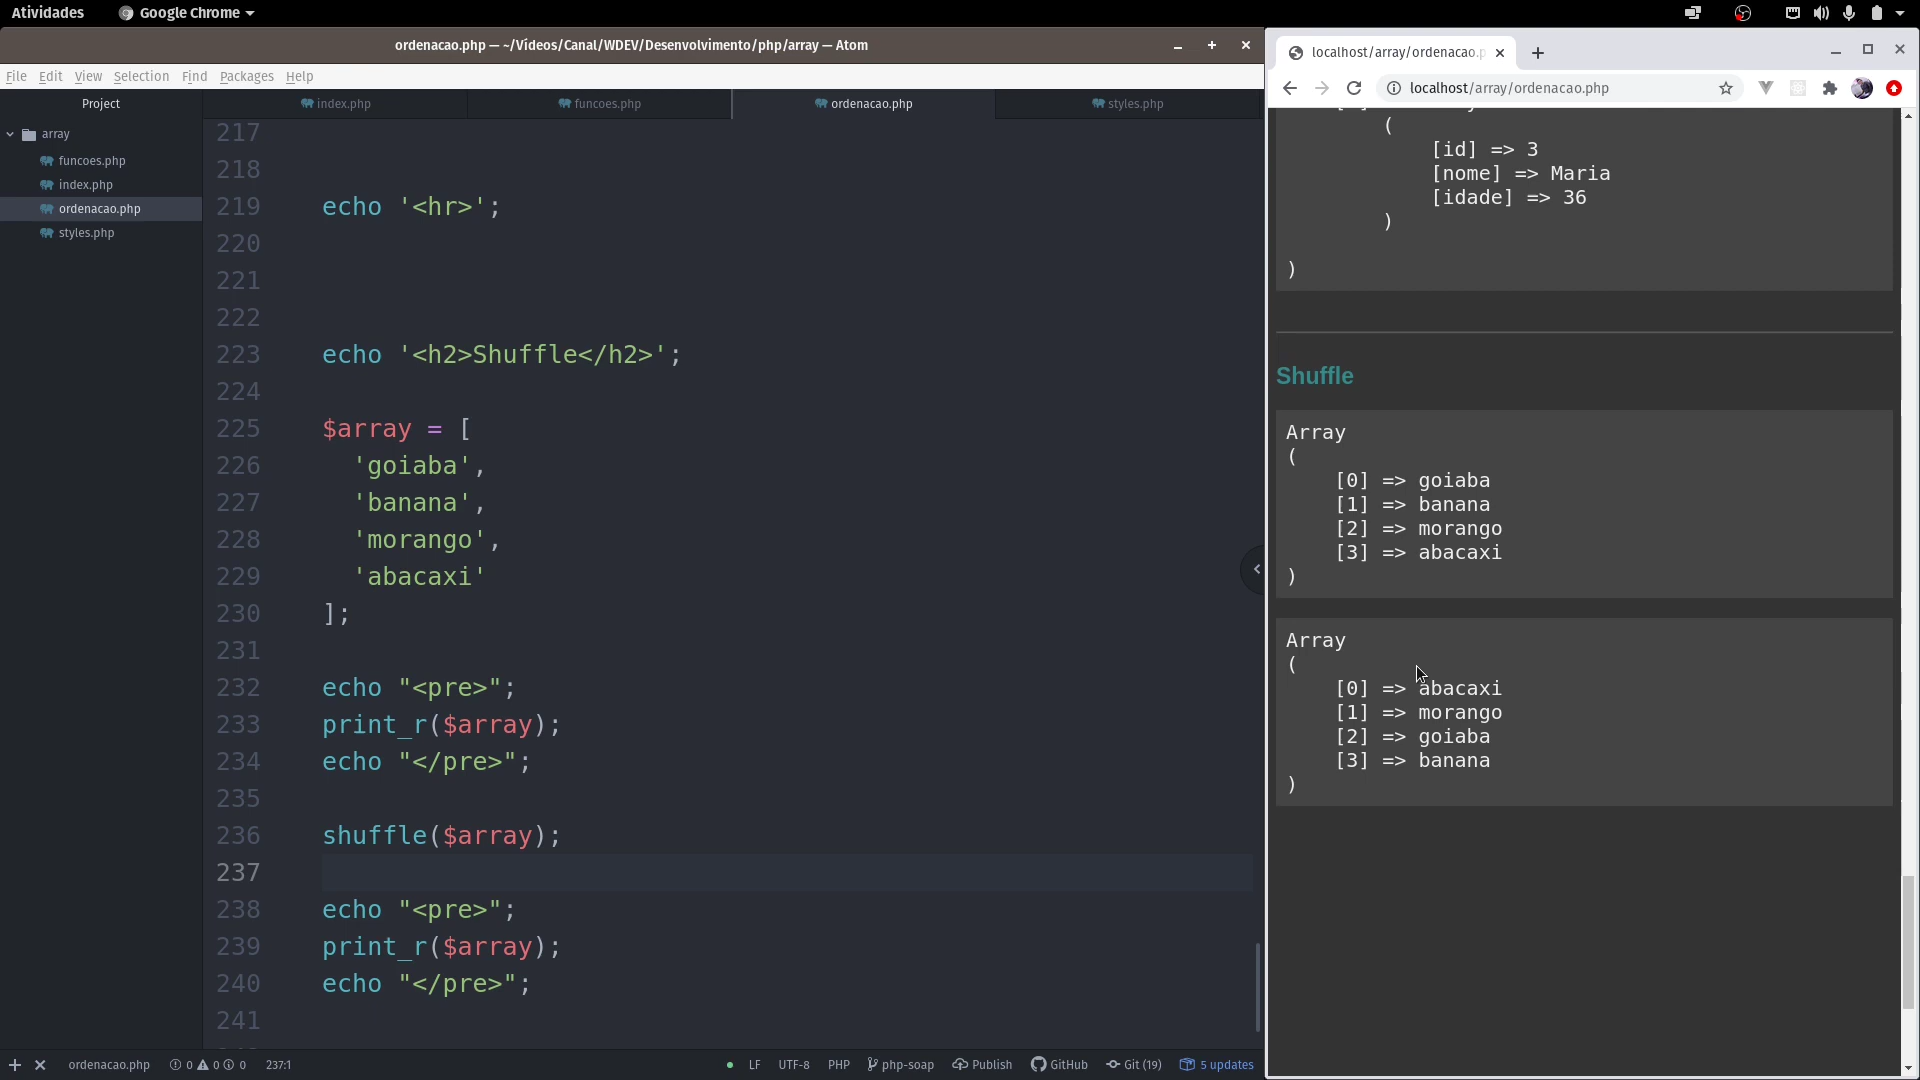 Atividades
Google Chrome
ordenacao.php — ~/Vídeos/Canal/WDEV/Desenvolvimento/php/array — Atom
File Edit View Selection Find Packages Help
Project
array
funcoes.php
index.php
ordenacao.php
styles.php
index.php
funcoes.php
ordenacao.php
styles.php
217
218
219 echo '<hr>';
220
221
222
223 echo '<h2>Shuffle</h2>';
224
225 $array = [
226 'goiaba',
227 'banana',
228 'morango',
229 'abacaxi'
230 ];
231
232 echo "<pre>";
233 print_r($array);
234 echo "</pre>";
235
236 shuffle($array);
237
238 echo "<pre>";
239 print_r($array);
240 echo "</pre>";
241
ordenacao.php 0 0 0 237:1 LF UTF-8 PHP php-soap Publish GitHub Git (19) 5 updates
localhost/array/ordenacao.p
localhost/array/ordenacao.php
(
[id] => 3
[nome] => Maria
[idade] => 36
)
)
Shuffle
Array
(
[0] => goiaba
[1] => banana
[2] => morango
[3] => abacaxi
)
Array
(
[0] => abacaxi
[1] => morango
[2] => goiaba
[3] => banana
)